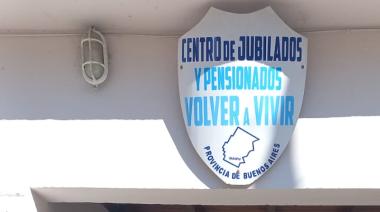 CENTRO DE JUBILADOS
Y PENSIONADOS
VOLVER A VIVIR
PROVINCIA DE BUENOS AIRES